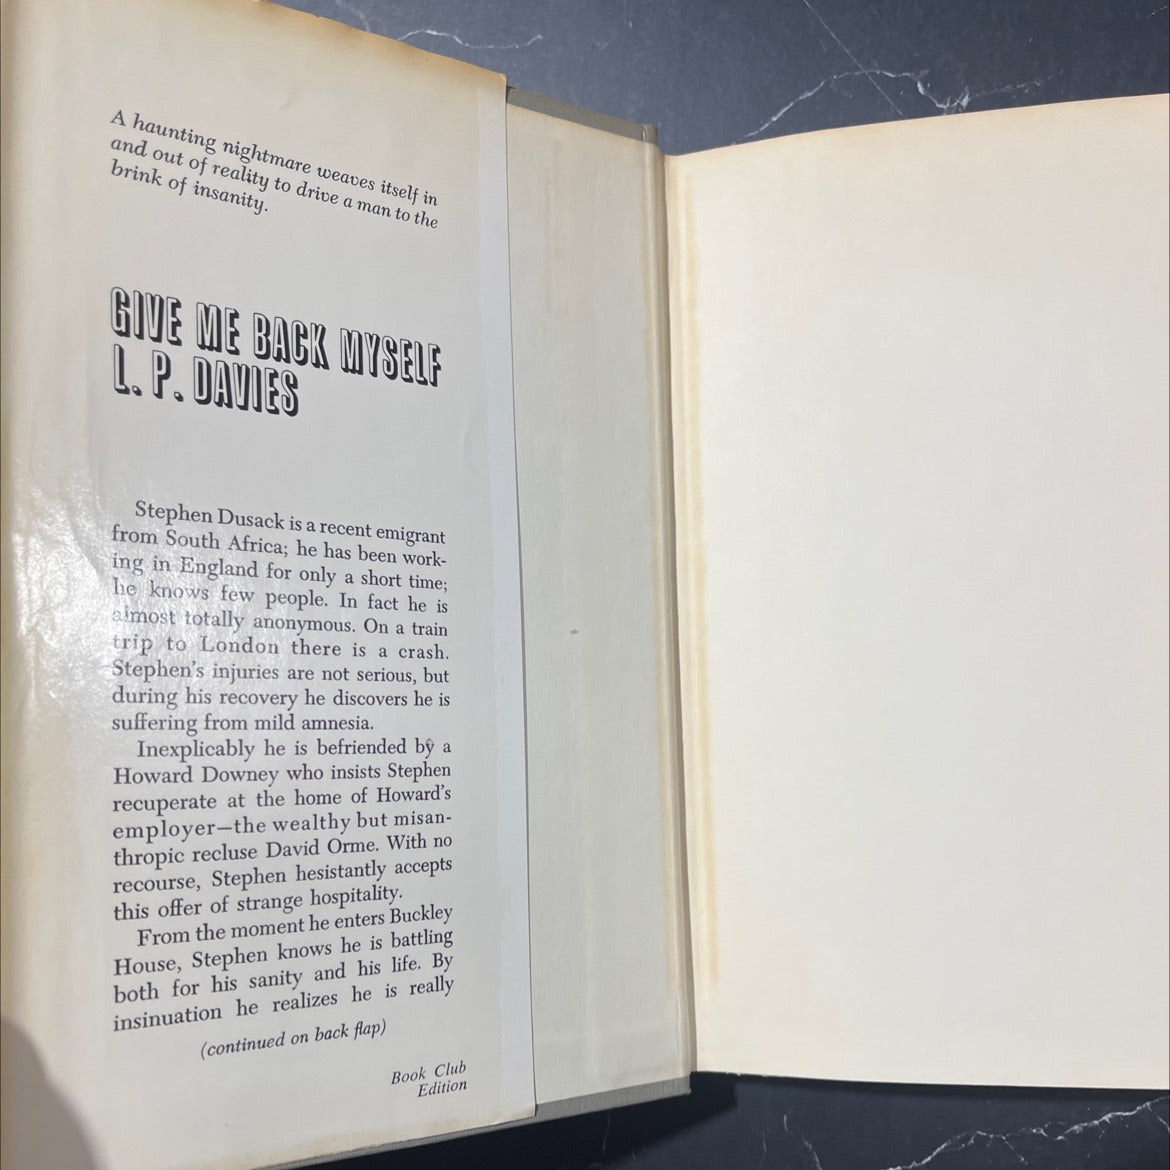 A haunting nightmare weaves itself in
and out of reality to drive a man to the
brink of insanity.
GIVE ME BACK MYSELF
L. P. DAVIES
Stephen Dusack is a recent emigrant
from South Africa; he has been work-
ing in England for only a short time;
he knows few people. In fact he is
almost totally anonymous. On a train
trip to London there is a crash.
Stephen's injuries are not serious, but
during his recovery he discovers he is
suffering from mild amnesia.
Inexplicably he is befriended by a
Howard Downey who insists Stephen
recuperate at the home of Howard's
employer—the wealthy but misan-
thropic recluse David Orme. With no
recourse, Stephen hesistantly accepts
this offer of strange hospitality.
From the moment he enters Buckley
House, Stephen knows he is battling
both for his sanity and his life. By
insinuation he realizes he is really
(continued on back flap)
Book Club
Edition